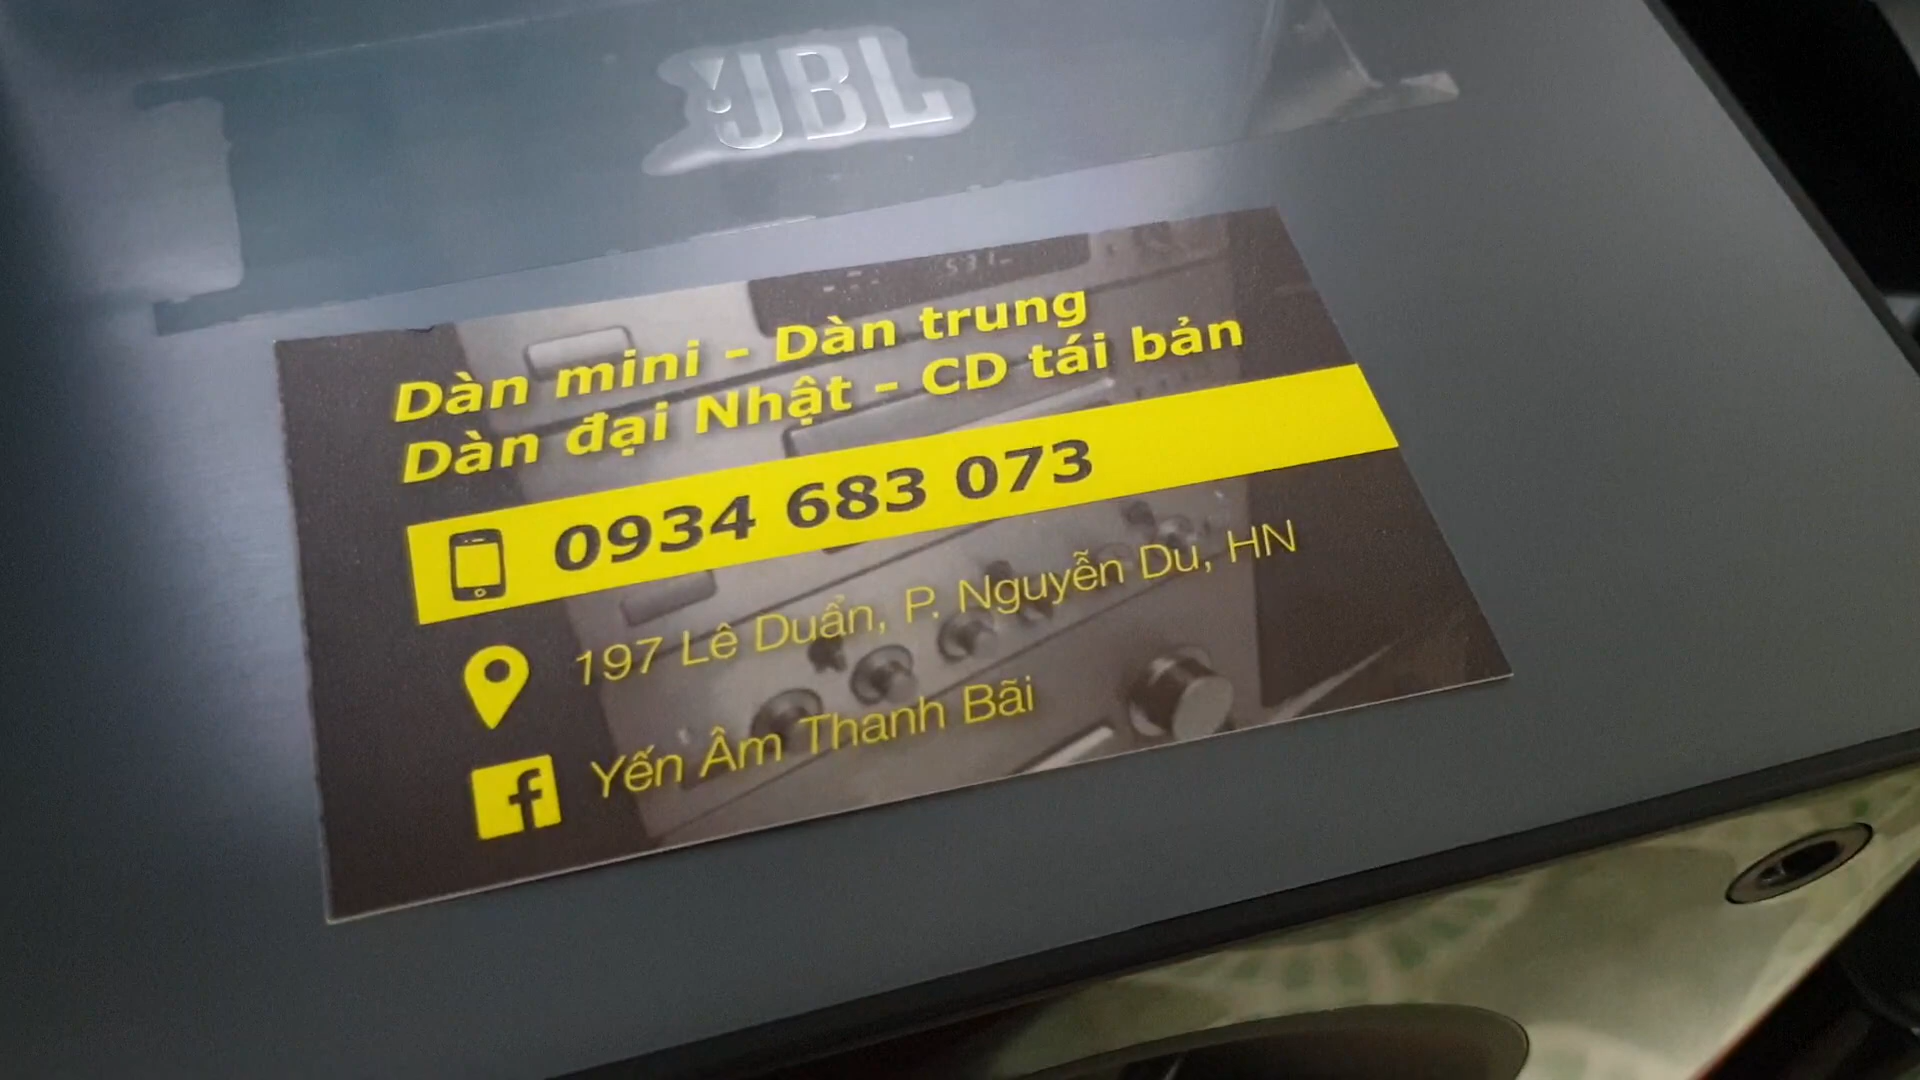 JBL
Dàn mini - Dàn trung
Dàn đại Nhật - CD tái bản
0934 683 073
197 Lê Duẩn, P. Nguyễn Du, HN
Yến Âm Thanh Bãi